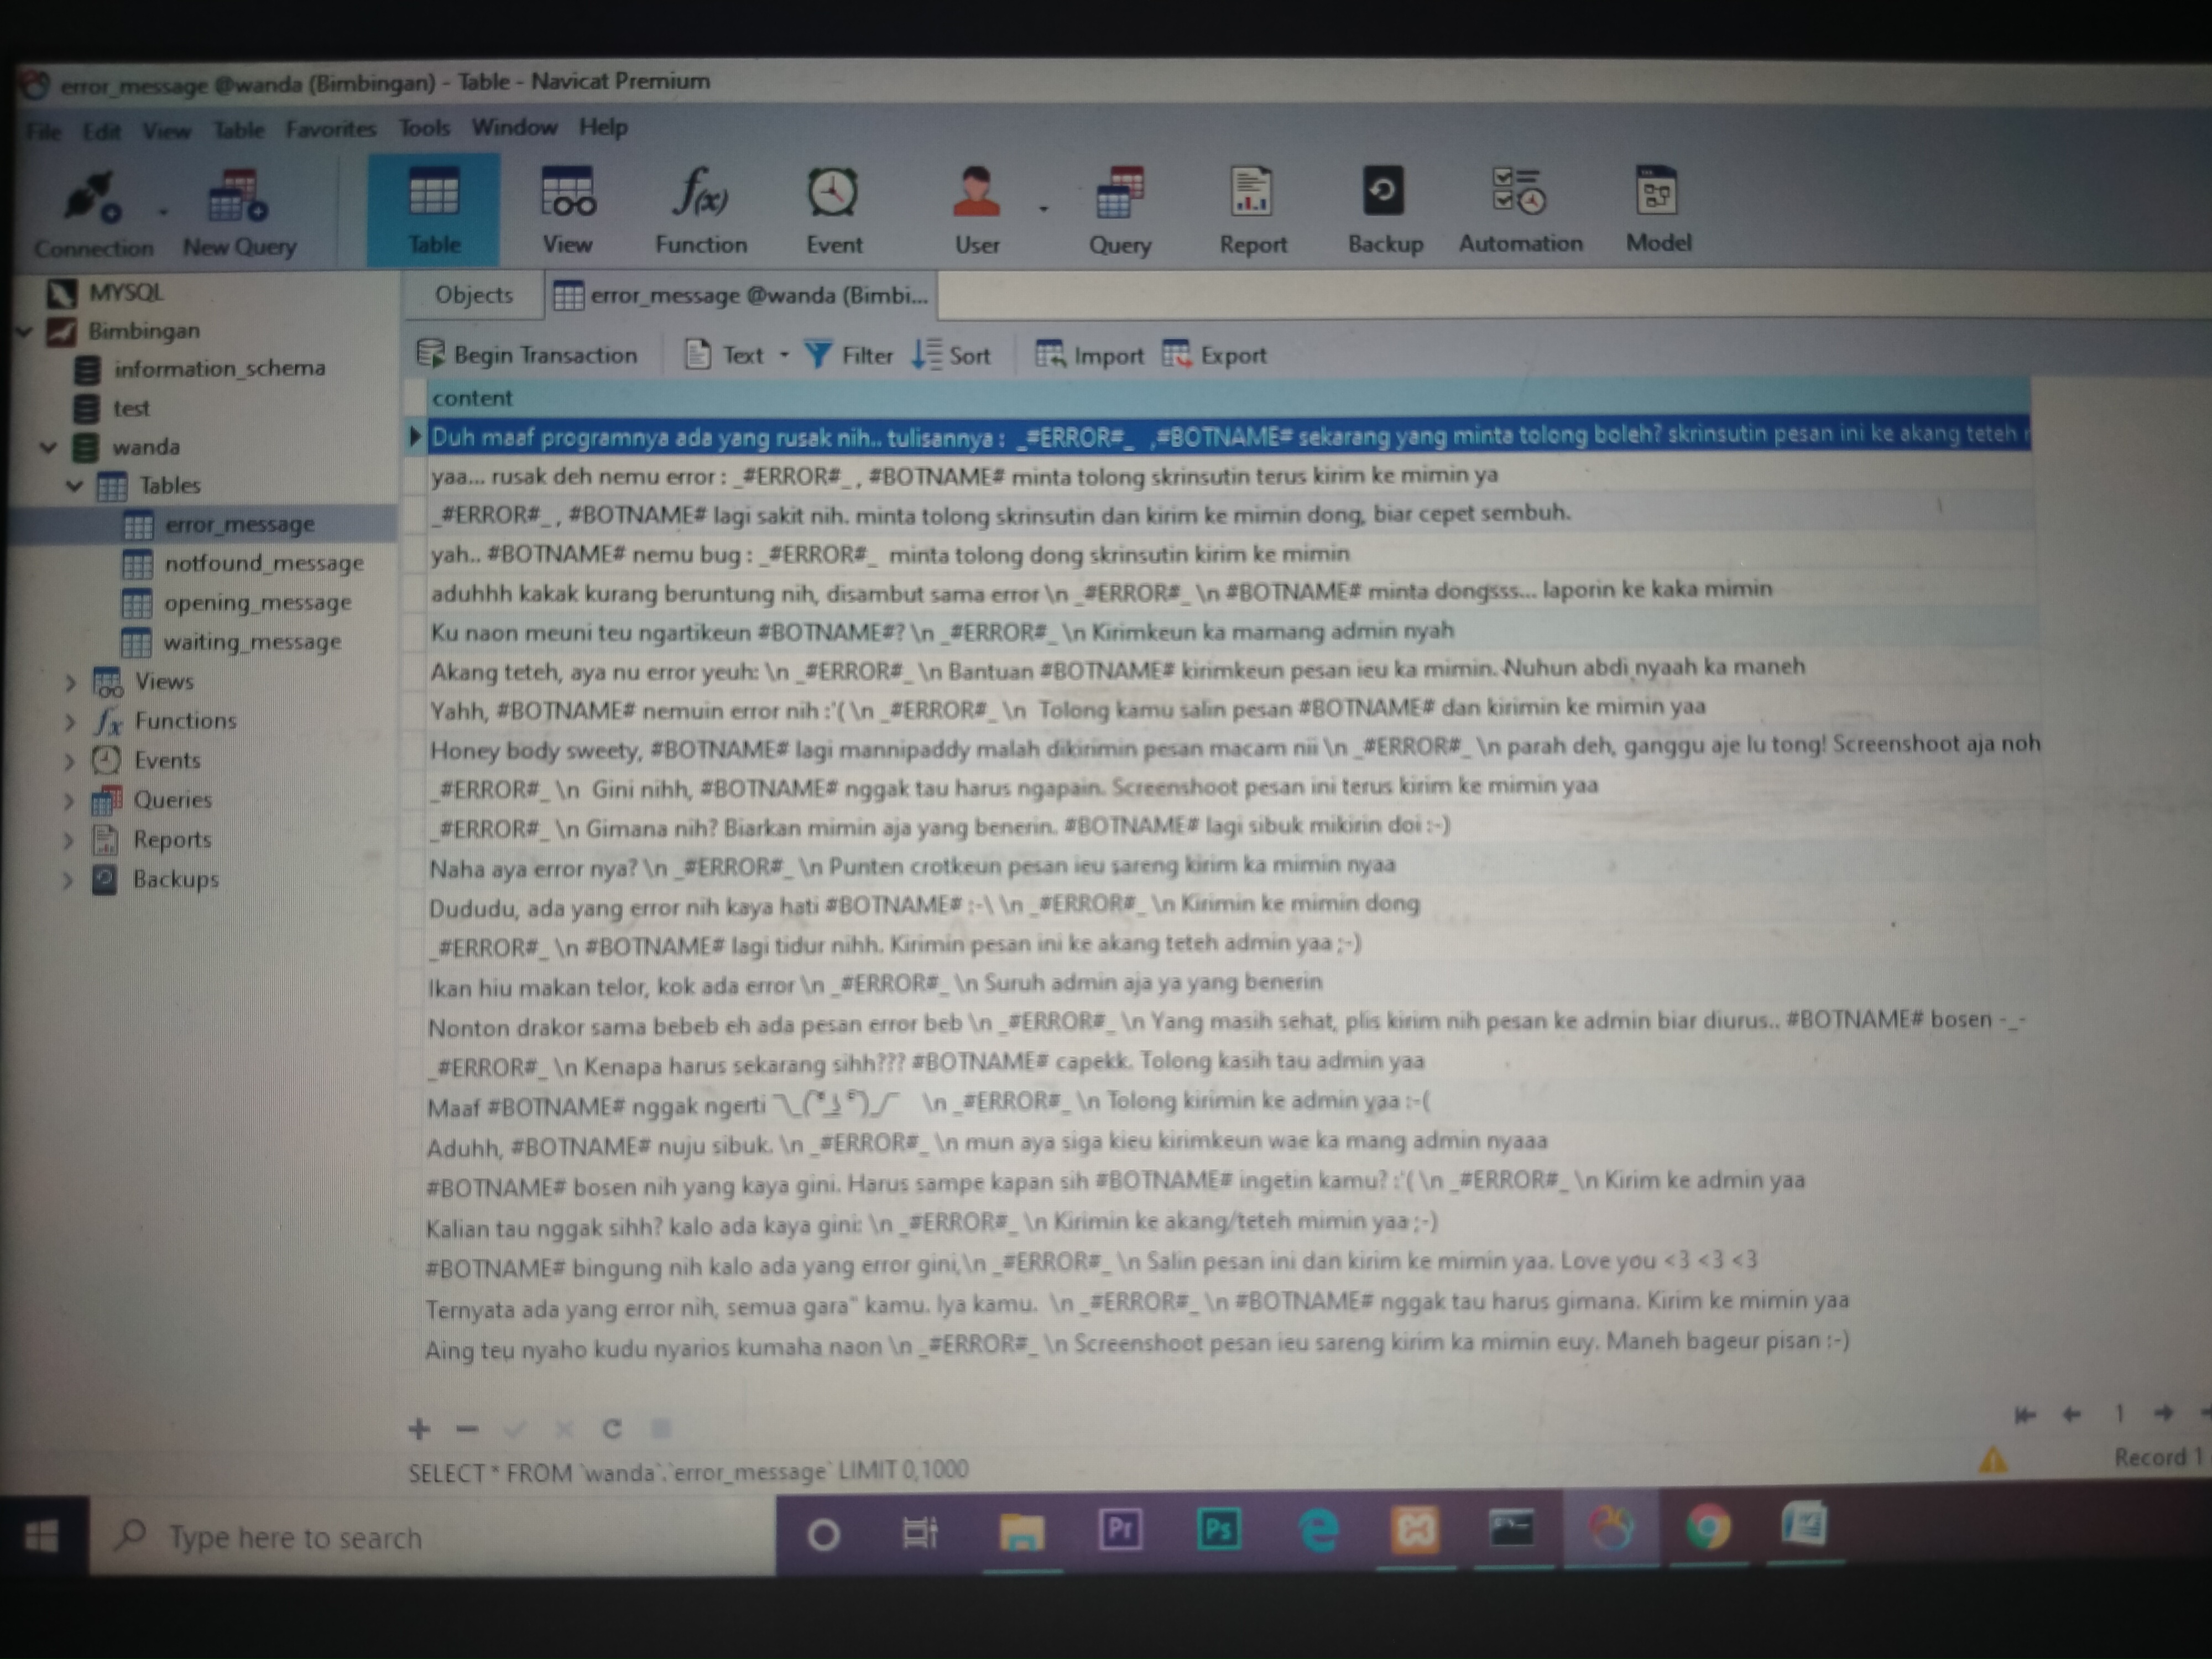 error_message @wanda (Bimbingan) - Table - Navicat Premium
File Edit View Table Favorites Tools Window Help
Connection New Query Table View Function Event User Query Report Backup Automation Model
MYSQL
Bimbingan
information_schema
test
wanda
Tables
error_message
notfound_message
opening_message
waiting_message
Views
Functions
Events
Queries
Reports
Backups
Objects error_message @wanda (Bimbi...
Begin Transaction Text Filter Sort Import Export
content
Duh maaf programnya ada yang rusak nih.. tulisannya : _#ERROR#_ ,#BOTNAME# sekarang yang minta tolong boleh? skrinsutin pesan ini ke akang teteh
yaa... rusak deh nemu error : _#ERROR#_ , #BOTNAME# minta tolong skrinsutin terus kirim ke mimin ya
_#ERROR#_ , #BOTNAME# lagi sakit nih. minta tolong skrinsutin dan kirim ke mimin dong, biar cepet sembuh.
yah.. #BOTNAME# nemu bug : _#ERROR#_ minta tolong dong skrinsutin kirim ke mimin
aduhhh kakak kurang beruntung nih, disambut sama error \n _#ERROR#_ \n #BOTNAME# minta dongsss... laporin ke kaka mimin
Ku naon meuni teu ngartikeun #BOTNAME#? \n _#ERROR#_ \n Kirimkeun ka mamang admin nyah
Akang teteh, aya nu error yeuh: \n _#ERROR#_ \n Bantuan #BOTNAME# kirimkeun pesan ieu ka mimin. Nuhun abdi nyaah ka maneh
Yahh, #BOTNAME# nemuin error nih :'( \n _#ERROR#_ \n Tolong kamu salin pesan #BOTNAME# dan kirimin ke mimin yaa
Honey body sweety, #BOTNAME# lagi mannipaddy malah dikirimin pesan macam nii \n _#ERROR#_ \n parah deh, ganggu aje lu tong! Screenshoot aja noh
_#ERROR#_ \n Gini nihh, #BOTNAME# nggak tau harus ngapain. Screenshoot pesan ini terus kirim ke mimin yaa
_#ERROR#_ \n Gimana nih? Biarkan mimin aja yang benerin. #BOTNAME# lagi sibuk mikirin doi :-)
Naha aya error nya? \n _#ERROR#_ \n Punten crotkeun pesan ieu sareng kirim ka mimin nyaa
Dududu, ada yang error nih kaya hati #BOTNAME# :-\ \n _#ERROR#_ \n Kirimin ke mimin dong
_#ERROR#_ \n #BOTNAME# lagi tidur nihh. Kirimin pesan ini ke akang teteh admin yaa ;-)
Ikan hiu makan telor, kok ada error \n _#ERROR#_ \n Suruh admin aja ya yang benerin
Nonton drakor sama bebeb eh ada pesan error beb \n _#ERROR#_ \n Yang masih sehat, plis kirim nih pesan ke admin biar diurus.. #BOTNAME# bosen -_-
_#ERROR#_ \n Kenapa harus sekarang sihh??? #BOTNAME# capekk. Tolong kasih tau admin yaa
Maaf #BOTNAME# nggak ngerti \n _#ERROR#_ \n Tolong kirimin ke admin yaa :-(
Aduhh, #BOTNAME# nuju sibuk. \n _#ERROR#_ \n mun aya siga kieu kirimkeun wae ka mang admin nyaaa
#BOTNAME# bosen nih yang kaya gini. Harus sampe kapan sih #BOTNAME# ingetin kamu? :'( \n _#ERROR#_ \n Kirim ke admin yaa
Kalian tau nggak sihh? kalo ada kaya gini: \n _#ERROR#_ \n Kirimin ke akang/teteh mimin yaa ;-)
#BOTNAME# bingung nih kalo ada yang error gini,\n _#ERROR#_ \n Salin pesan ini dan kirim ke mimin yaa. Love you <3 <3 <3
Ternyata ada yang error nih, semua gara" kamu. Iya kamu. \n _#ERROR#_ \n #BOTNAME# nggak tau harus gimana. Kirim ke mimin yaa
Aing teu nyaho kudu nyarios kumaha naon \n _#ERROR#_ \n Screenshoot pesan ieu sareng kirim ka mimin euy. Maneh bageur pisan :-)
1
SELECT * FROM `wanda`.`error_message` LIMIT 0,1000
Record 1
Type here to search
Pr
Ps